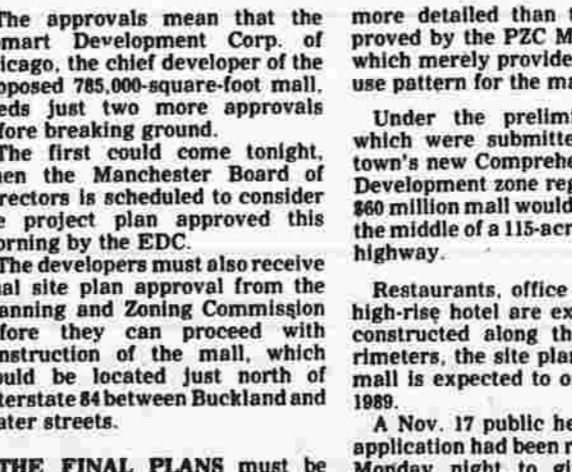 The approvals mean that the
mart Development Corp. of
icago, the chief developer of the
oposed 785,000-square-foot mall,
eds just two more approvals
fore breaking ground.
The first could come tonight,
hen the Manchester Board of
rectors is scheduled to consider
e project plan approved this
orning by the EDC.
The developers must also receive
al site plan approval from the
anning and Zoning Commission
fore they can proceed with
nstruction of the mall, which
ould be located just north of
terstate 84 between Buckland and
ater streets.
THE FINAL PLANS must be
more detailed than t
proved by the PZC M
which merely provide
use pattern for the ma
Under the prelimi
which were submitte
town's new Comprehe
Development zone reg
$60 million mall would
the middle of a 115-acr
highway.
Restaurants, office
high-rise hotel are ex
constructed along th
rimeters, the site plan
mall is expected to o
1989.
A Nov. 17 public he
application had been r
Monday night to gi